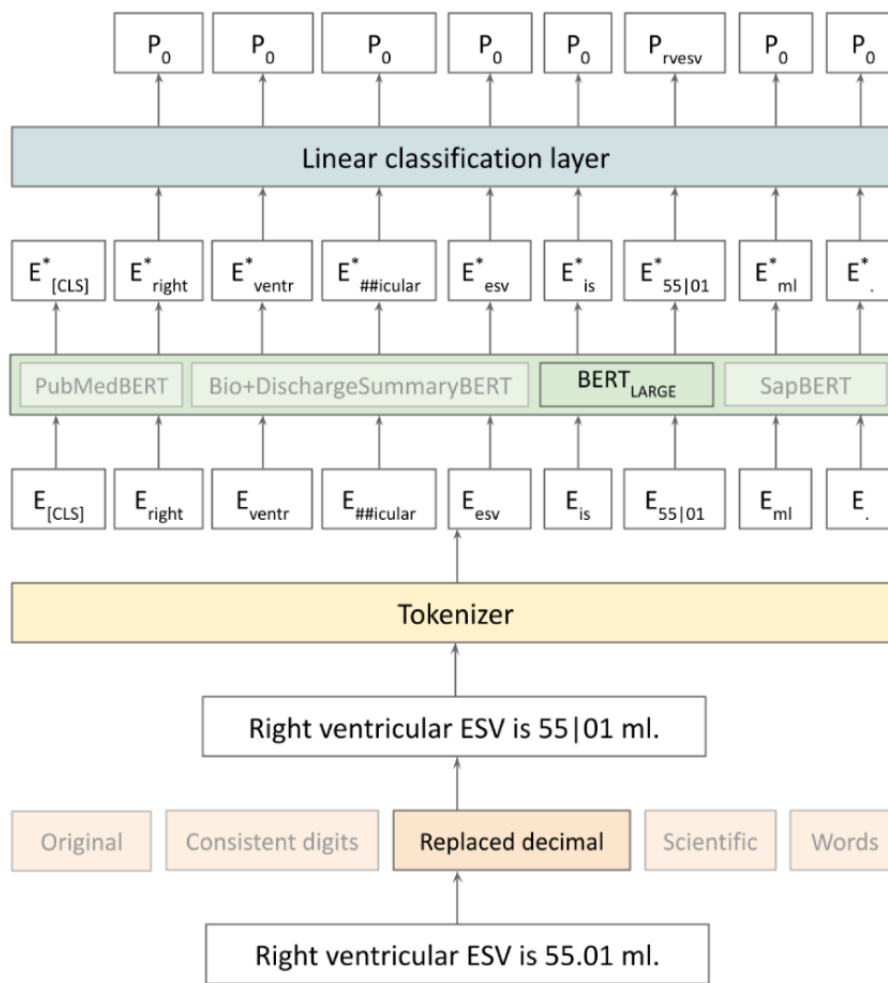 P0 P0 P0 P0 P0 Prvesv P0 P0
Linear classification layer
E*[CLS] E*right E*ventr E*##icular E*esv E*is E*55|01 E*ml E*.
PubMedBERT Bio+DischargeSummaryBERT BERTLARGE SapBERT
E[CLS] Eright Eventr E##icular Eesv Eis E55|01 Eml E.
Tokenizer
Right ventricular ESV is 55|01 ml.
Original Consistent digits Replaced decimal Scientific Words
Right ventricular ESV is 55.01 ml.